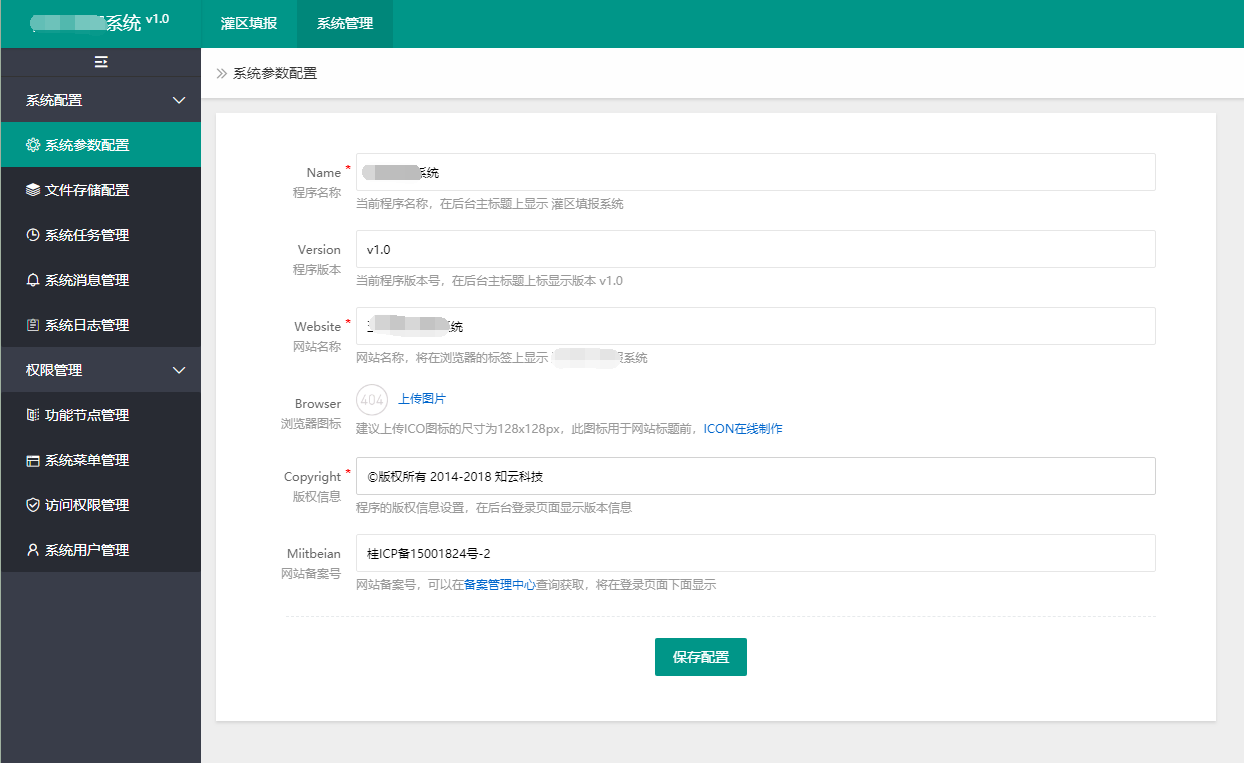 系统 v1.0
灌区填报
系统管理
系统参数配置
系统配置
系统参数配置
文件存储配置
系统任务管理
系统消息管理
系统日志管理
权限管理
功能节点管理
系统菜单管理
访问权限管理
系统用户管理
Name *
程序名称
系统
当前程序名称，在后台主标题上显示 灌区填报系统
Version
程序版本
v1.0
当前程序版本号，在后台主标题上标显示版本 v1.0
Website *
网站名称
统
网站名称，将在浏览器的标签上显示 系统
Browser
浏览器图标
404
上传图片
建议上传ICO图标的尺寸为128x128px，此图标用于网站标题前，ICON在线制作
Copyright *
版权信息
©版权所有 2014-2018 知云科技
程序的版权信息设置，在后台登录页面显示版本信息
Miitbeian
网站备案号
桂ICP备15001824号-2
网站备案号，可以在备案管理中心查询获取，将在登录页面下面显示
保存配置